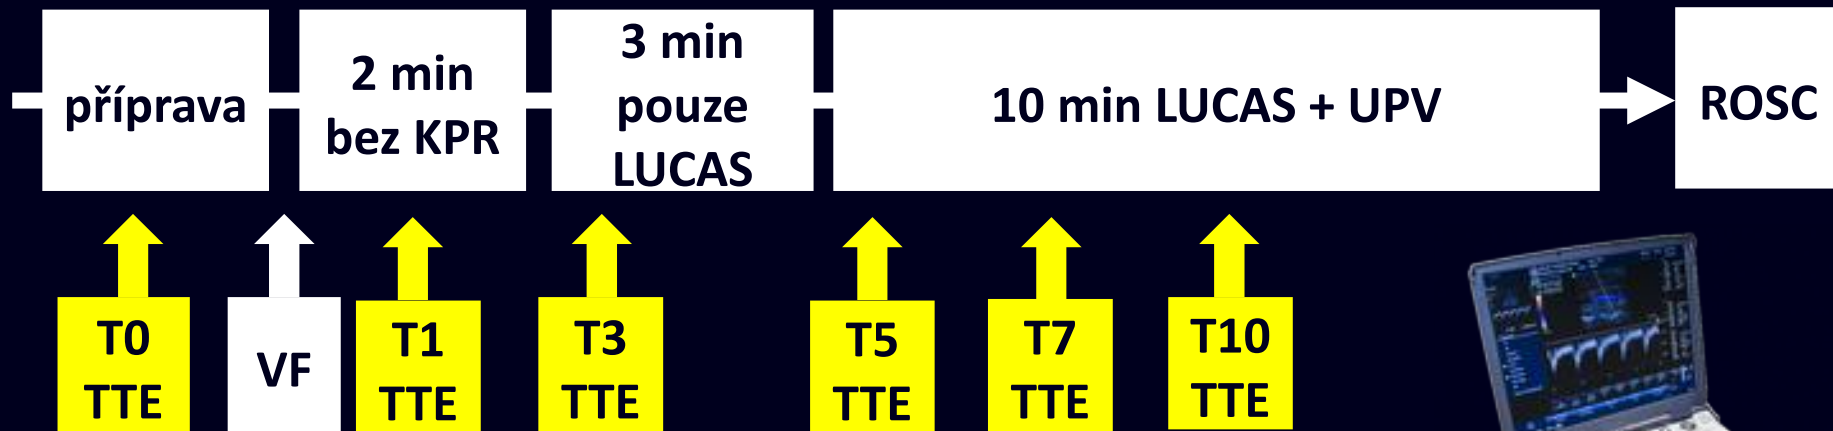 příprava
2 min
bez KPR
3 min
pouze
LUCAS
10 min LUCAS + UPV
ROSC
T0
TTE
VF
T1
TTE
T3
TTE
T5
TTE
T7
TTE
T10
TTE